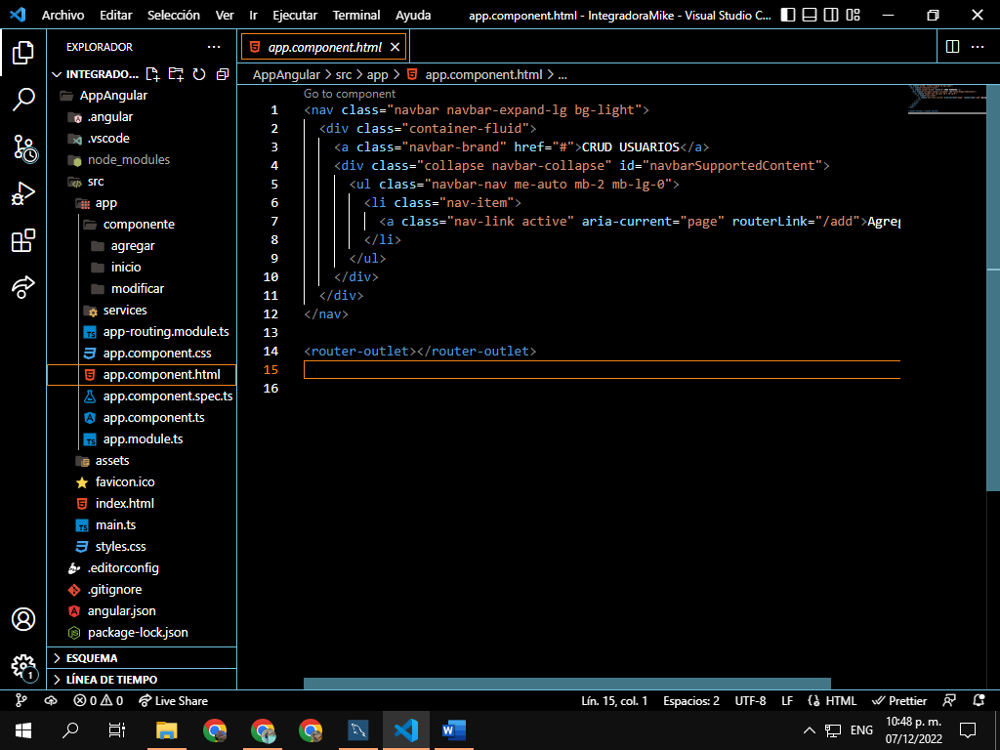 Archivo Editar Selección Ver Ir Ejecutar Terminal Ayuda app.component.html - IntegradoraMike - Visual Studio C...
EXPLORADOR ...
app.component.html
INTEGRADO...
AppAngular > src > app > app.component.html > ...
AppAngular
.angular
.vscode
node_modules
src
app
componente
agregar
inicio
modificar
services
app-routing.module.ts
app.component.css
app.component.html
app.component.spec.ts
app.component.ts
app.module.ts
assets
favicon.ico
index.html
main.ts
styles.css
.editorconfig
.gitignore
angular.json
package-lock.json
ESQUEMA
LÍNEA DE TIEMPO
Go to component
1 <nav class="navbar navbar-expand-lg bg-light">
2 <div class="container-fluid">
3 <a class="navbar-brand" href="#">CRUD USUARIOS</a>
4 <div class="collapse navbar-collapse" id="navbarSupportedContent">
5 <ul class="navbar-nav me-auto mb-2 mb-lg-0">
6 <li class="nav-item">
7 <a class="nav-link active" aria-current="page" routerLink="/add">Agreg
8 </li>
9 </ul>
10 </div>
11 </div>
12 </nav>
13
14 <router-outlet></router-outlet>
15
16
1
0 0 Live Share Lín. 15, col. 1 Espacios: 2 UTF-8 LF HTML Prettier
ENG
10:48 p. m.
07/12/2022